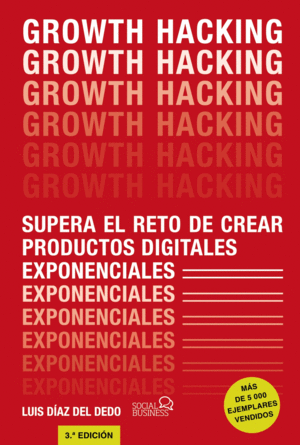 GROWTH HACKING
GROWTH HACKING
GROWTH HACKING
GROWTH HACKING
GROWTH HACKING
GROWTH HACKING
SUPERA EL RETO DE CREAR
PRODUCTOS DIGITALES
EXPONENCIALES
EXPONENCIALES
EXPONENCIALES
EXPONENCIALES
EXPONENCIALES
EXPONENCIALES
MÁS
DE 5 000
EJEMPLARES
VENDIDOS
LUIS DÍAZ DEL DEDO
SOCIAL
BUSINESS
3.ª EDICIÓN